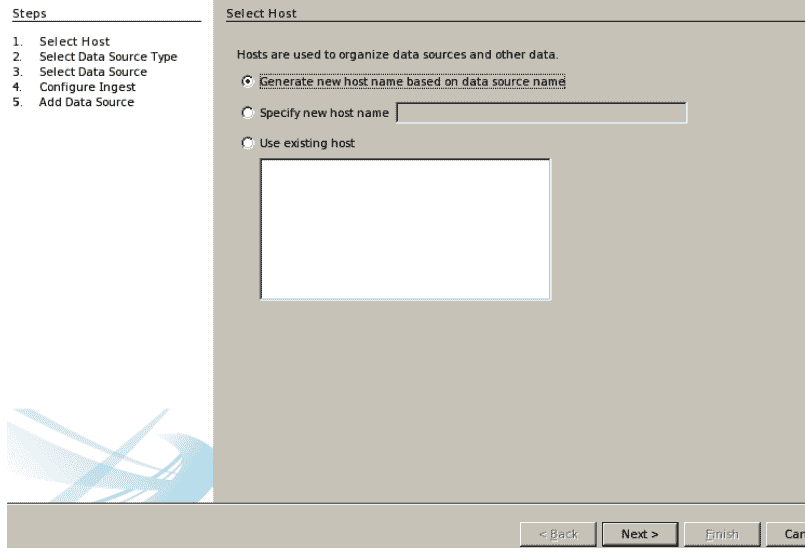 Steps
1. Select Host
2. Select Data Source Type
3. Select Data Source
4. Configure Ingest
5. Add Data Source
Select Host
Hosts are used to organize data sources and other data.
Generate new host name based on data source name
Specify new host name
Use existing host
< Back Next > Finish Can